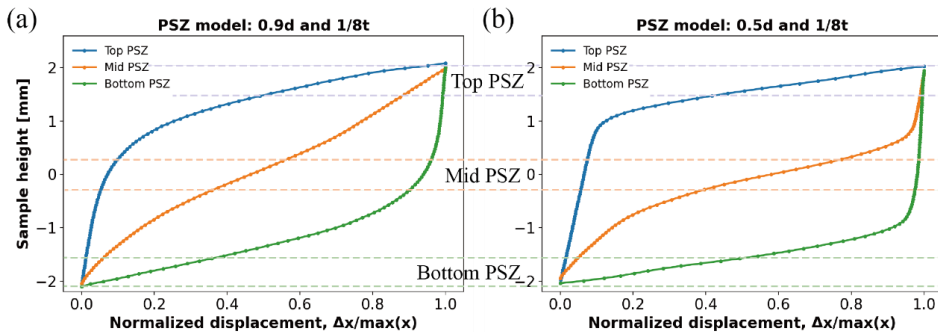 (a)
PSZ model: 0.9d and 1/8t
Top PSZ
Mid PSZ
Bottom PSZ
Sample height [mm]
2
1
0
−1
−2
0.0 0.2 0.4 0.6 0.8 1.0
Normalized displacement, Δx/max(x)
Top PSZ
Mid PSZ
Bottom PSZ
(b)
PSZ model: 0.5d and 1/8t
Top PSZ
Mid PSZ
Bottom PSZ
2
1
0
−1
−2
0.0 0.2 0.4 0.6 0.8 1.0
Normalized displacement, Δx/max(x)